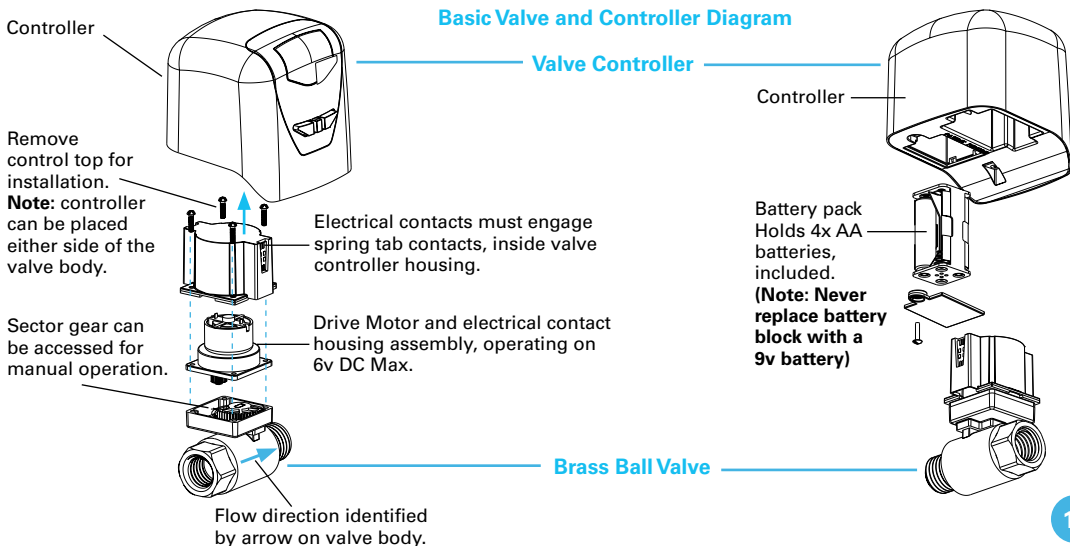 Basic Valve and Controller Diagram
Controller
Valve Controller
Controller
Remove
control top for
installation.
Note: controller
can be placed
either side of the
valve body.
Electrical contacts must engage
spring tab contacts, inside valve
controller housing.
Battery pack
Holds 4x AA
batteries,
included.
(Note: Never
replace battery
block with a
9v battery)
Sector gear can
be accessed for
manual operation.
Drive Motor and electrical contact
housing assembly, operating on
6v DC Max.
Brass Ball Valve
Flow direction identified
by arrow on valve body.
1